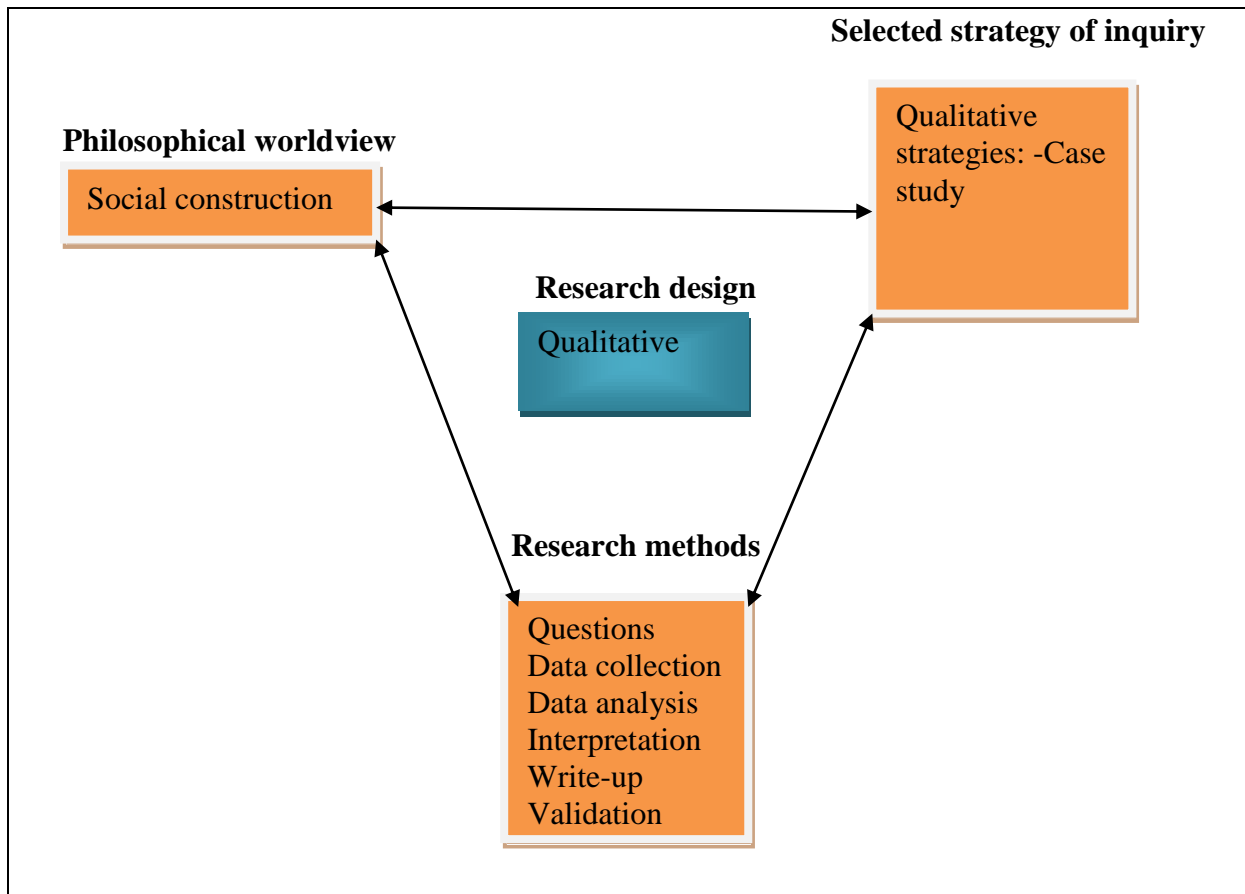 Selected strategy of inquiry
Qualitative
strategies: -Case
study
Philosophical worldview
Social construction
Research design
Qualitative
Research methods
Questions
Data collection
Data analysis
Interpretation
Write-up
Validation